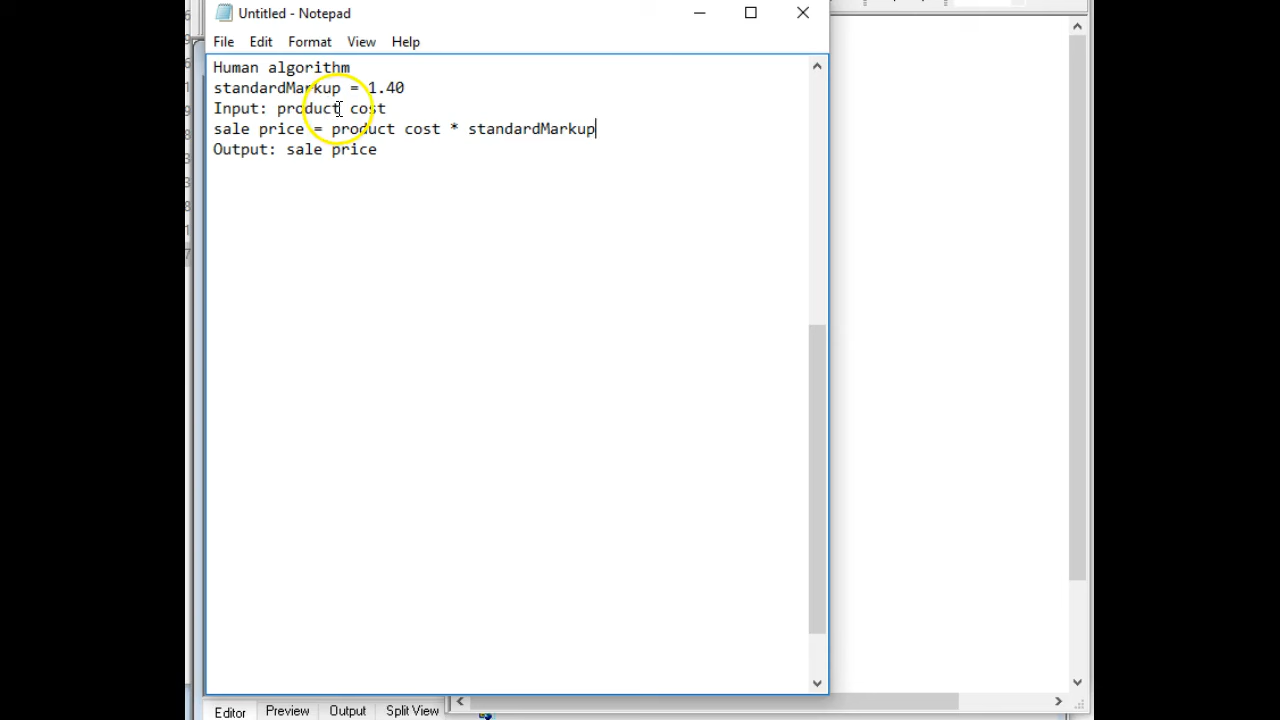 Untitled - Notepad
File Edit Format View Help
Human algorithm
standardMarkup = 1.40
Input: product cost
sale price = product cost * standardMarkup
Output: sale price
Editor Preview Output Split View